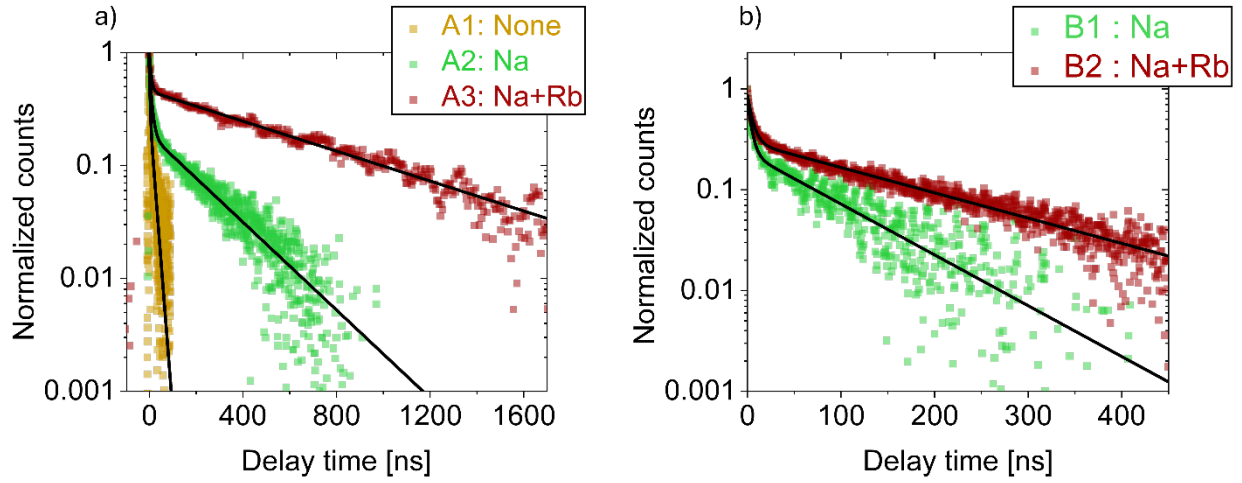 a)
A1: None
A2: Na
A3: Na+Rb
1
0.1
0.01
0.001
Normalized counts
0 400 800 1200 1600
Delay time [ns]
b)
B1 : Na
B2 : Na+Rb
1
0.1
0.01
0.001
Normalized counts
0 100 200 300 400
Delay time [ns]